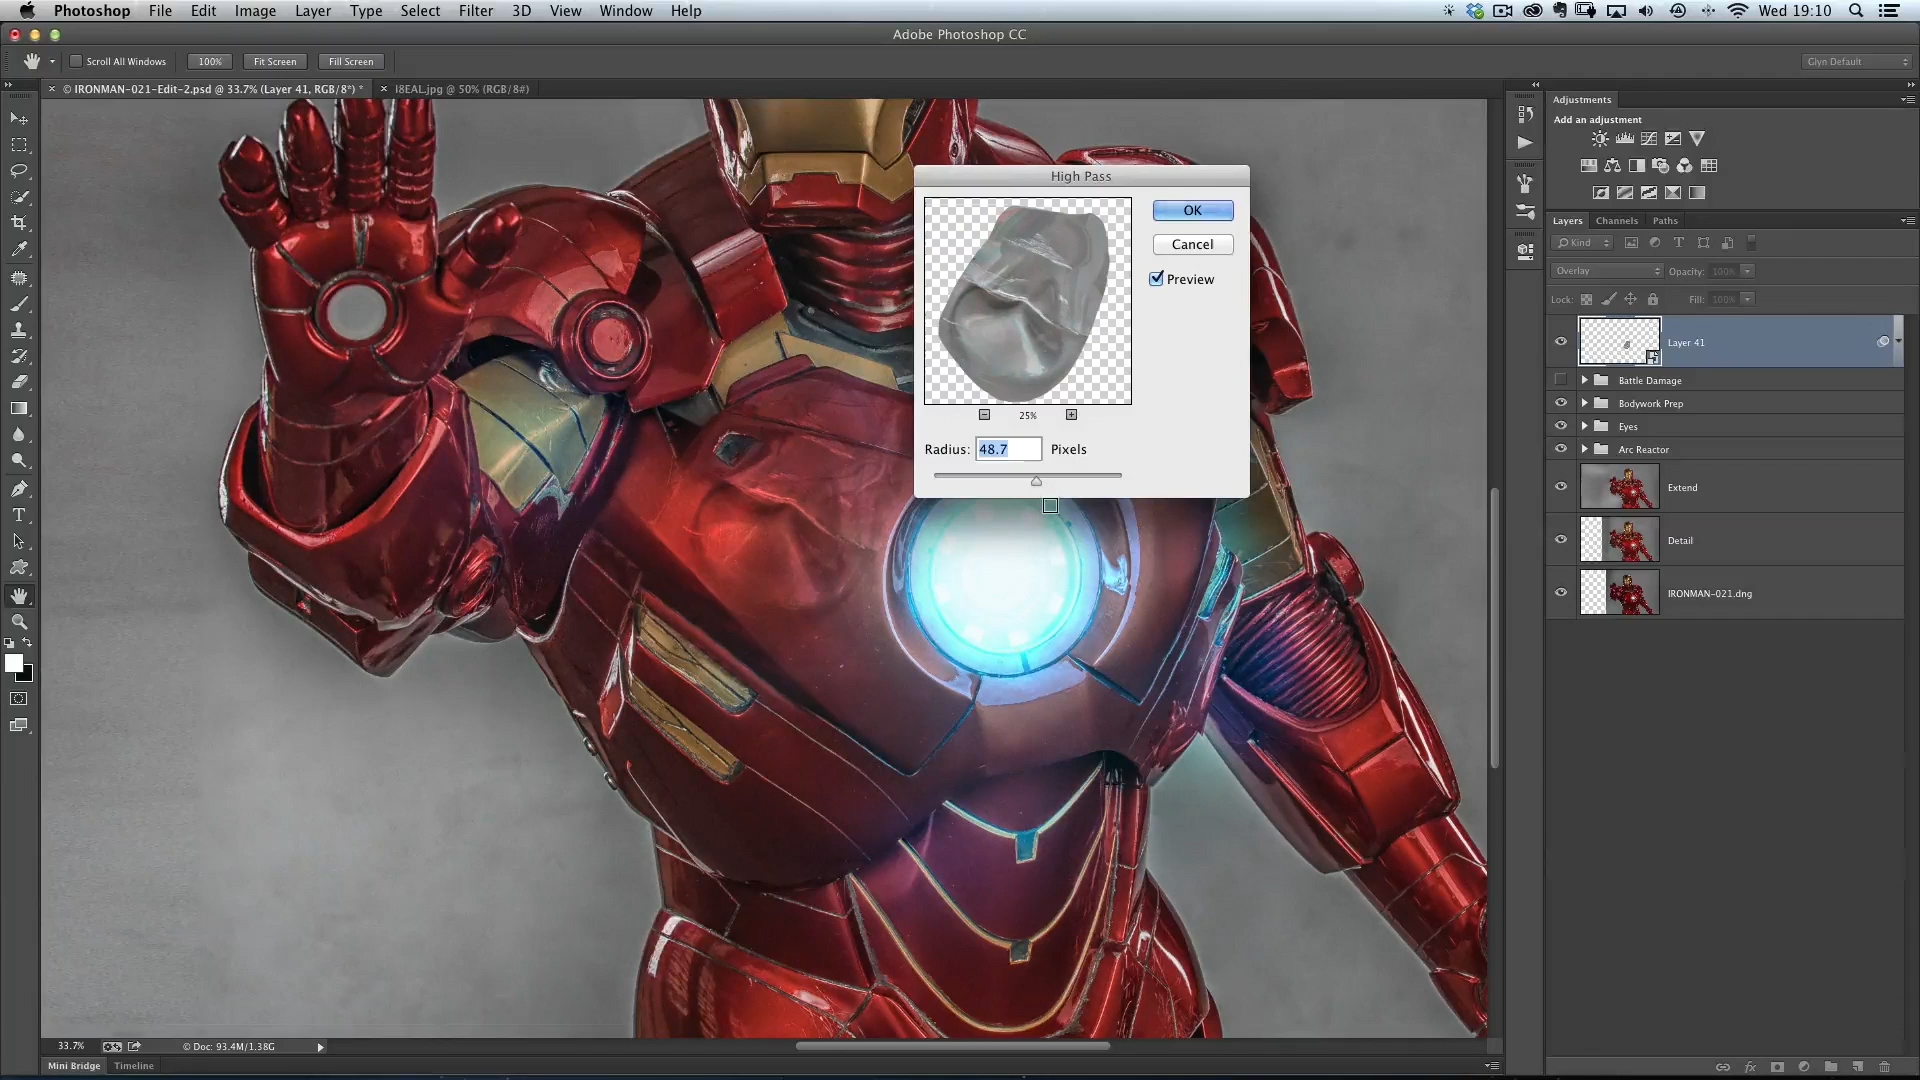 Photoshop File Edit Image Layer Type Select Filter 3D View Window Help Wed 19:10
Adobe Photoshop CC
Scroll All Windows 100% Fit Screen Fill Screen Glyn Default
© IRONMAN-021-Edit-2.psd @ 33.7% (Layer 41, RGB/8*) * I8EAL.jpg @ 50% (RGB/8#)
High Pass
OK
Cancel
Preview
25%
Radius: 48.7 Pixels
Adjustments
Add an adjustment
Layers Channels Paths
Kind
Overlay Opacity: 100%
Lock: Fill: 100%
Layer 41
Battle Damage
Bodywork Prep
Eyes
Arc Reactor
Extend
Detail
IRONMAN-021.dng
33.7% © Doc: 93.4M/1.38G
Mini Bridge Timeline